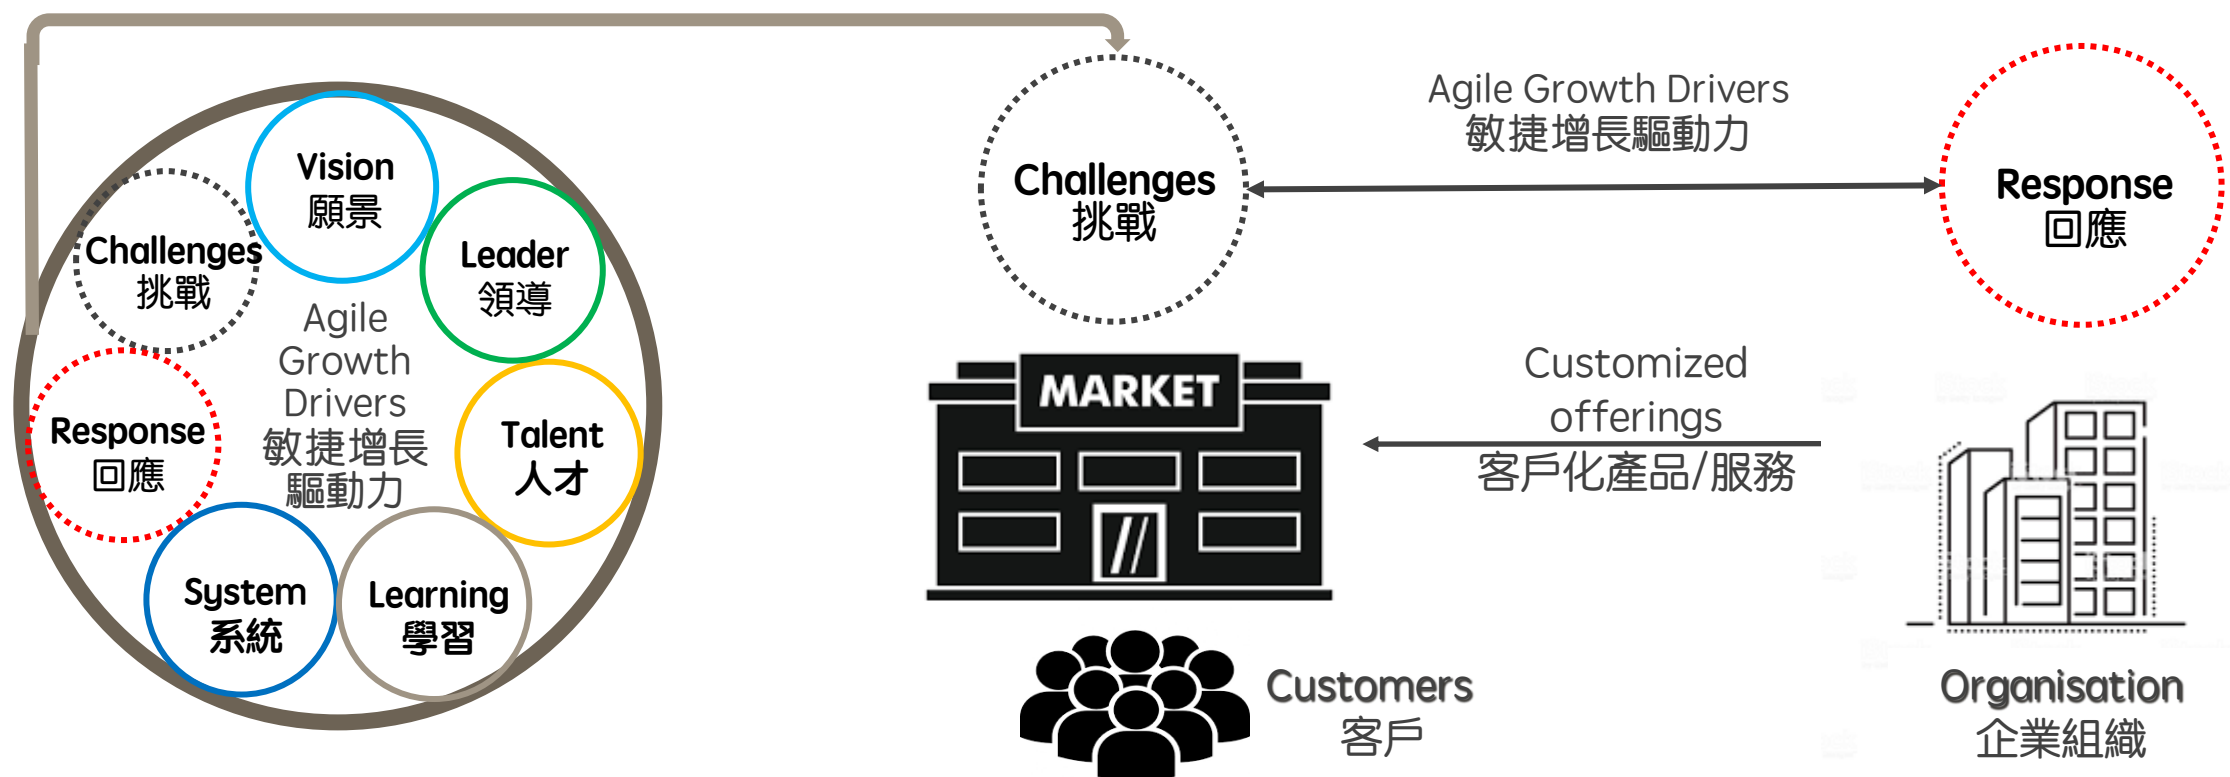 Vision
願景
Leader
領導
Challenges
挑戰
Agile
Growth
Drivers
敏捷增長
驅動力
Response
回應
Talent
人才
System
系統
Learning
學習
Challenges
挑戰
Agile Growth Drivers
敏捷增長驅動力
Response
回應
MARKET
Customized
offerings
客戶化產品/服務
Customers
客戶
Organisation
企業組織